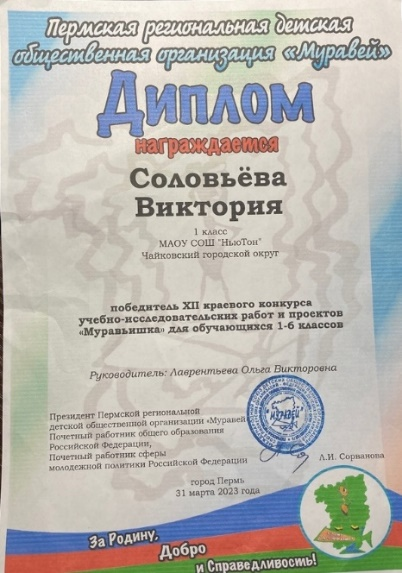 Пермская региональная детская
общественная организация «Муравей»
Диплом
награждается
Соловьёва
Виктория
1 класс
МАОУ СОШ "НьюТон"
Чайковский городской округ
победитель XII краевого конкурса
учебно-исследовательских работ и проектов
«Муравьишка» для обучающихся 1-6 классов
Руководитель: Лаврентьева Ольга Викторовна
Президент Пермской региональной
детской общественной организации «Муравей»
Почетный работник общего образования
Российской Федерации,
Почетный работник сферы
молодежной политики Российской Федерации
Л.И. Сорванова
"МУРАВЕЙ"
город Пермь
31 марта 2023 года
За Родину,
Добро
и Справедливость!